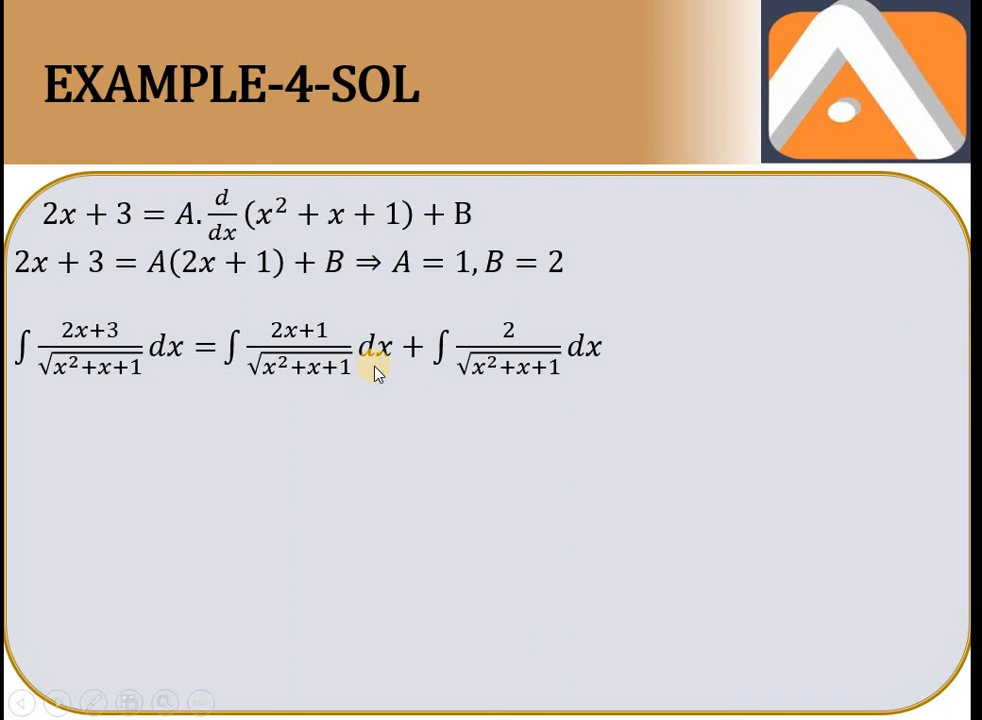 EXAMPLE-4-SOL
2x + 3 = A. d/dx (x² + x + 1) + B
2x + 3 = A(2x + 1) + B ⇒ A = 1, B = 2
∫ 2x+3/√x²+x+1 dx = ∫ 2x+1/√x²+x+1 dx + ∫ 2/√x²+x+1 dx